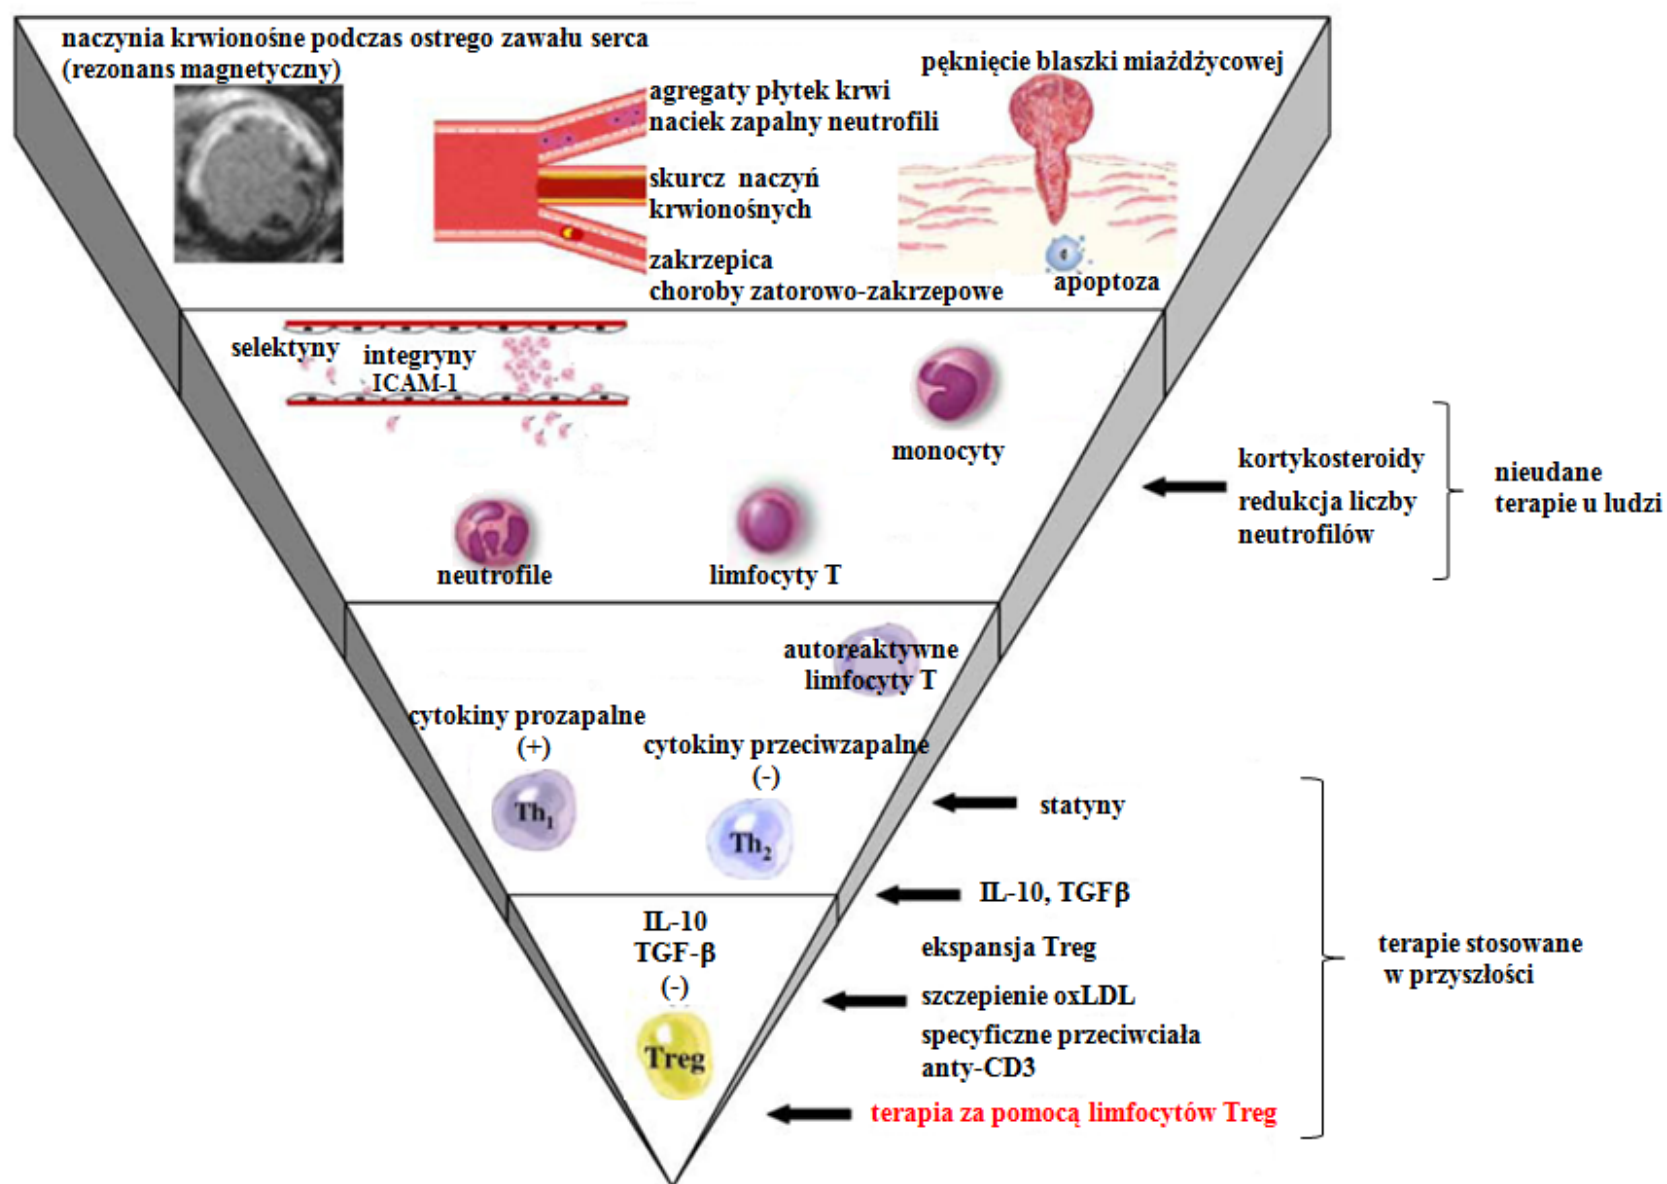 naczynia krwionośne podczas ostrego zawału serca
(rezonans magnetyczny)
agregaty płytek krwi
naciek zapalny neutrofili
skurcz naczyń
krwionośnych
zakrzepica
choroby zatorowo-zakrzepowe
pęknięcie blaszki miażdżycowej
apoptoza
selektyny
integryny
ICAM-1
monocyty
neutrofile
limfocyty T
kortykosteroidy
redukcja liczby
neutrofilów
nieudane
terapie u ludzi
autoreaktywne
limfocyty T
cytokiny prozapalne
(+)
cytokiny przeciwzapalne
(-)
Th1
Th2
statyny
IL-10, TGFβ
ekspansja Treg
szczepienie oxLDL
specyficzne przeciwciała
anty-CD3
terapia za pomocą limfocytów Treg
terapie stosowane
w przyszłości
IL-10
TGF-β
(-)
Treg